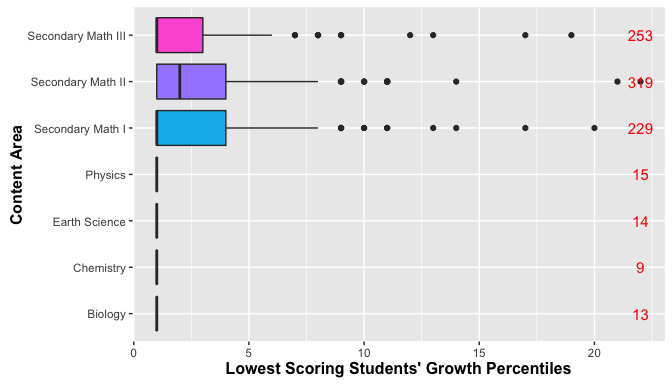 Secondary Math III
253
Secondary Math II
319
Secondary Math I
229
Physics
15
Earth Science
14
Chemistry
9
Biology
13
Content Area
0 5 10 15 20
Lowest Scoring Students' Growth Percentiles